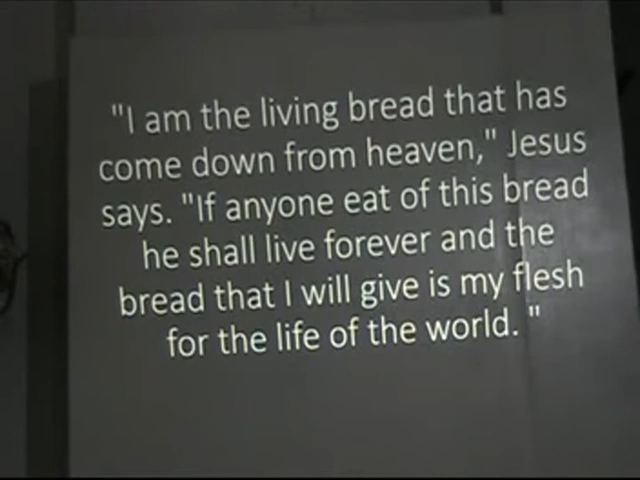 "I am the living bread that has
come down from heaven," Jesus
says. "If anyone eat of this bread
he shall live forever and the
bread that I will give is my flesh
for the life of the world. "